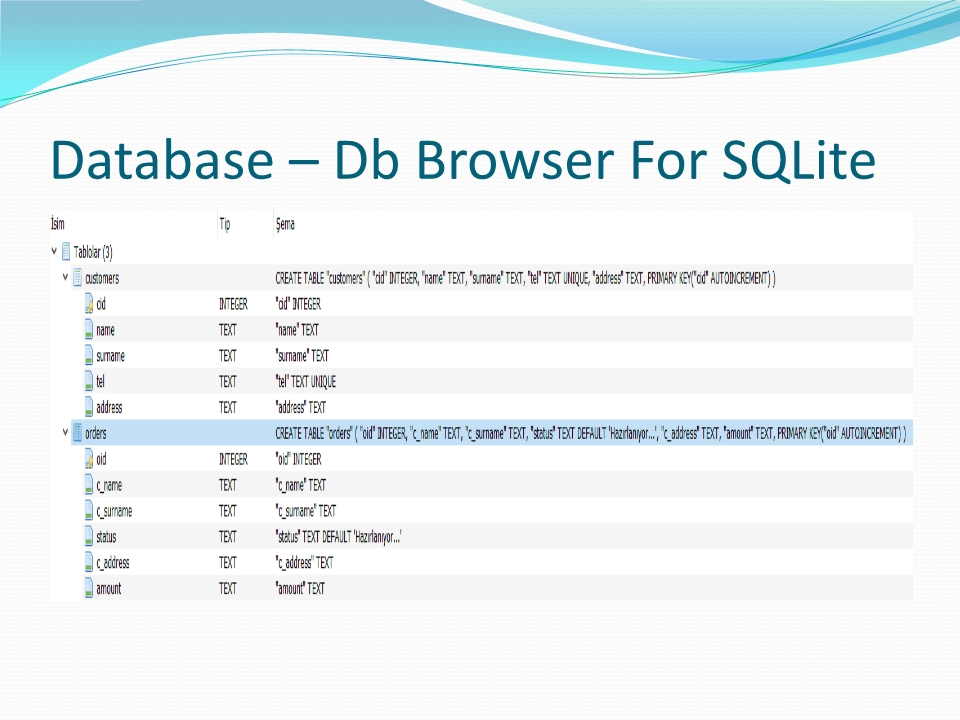 Database – Db Browser For SQLite
İsim Tip Şema
Tablolar (3)
customers CREATE TABLE "customers" ( "cid" INTEGER, "name" TEXT, "surname" TEXT, "tel" TEXT UNIQUE, "address" TEXT, PRIMARY KEY("cid" AUTOINCREMENT) )
cid INTEGER "cid" INTEGER
name TEXT "name" TEXT
surname TEXT "surname" TEXT
tel TEXT "tel" TEXT UNIQUE
address TEXT "address" TEXT
orders CREATE TABLE "orders" ( "oid" INTEGER, "c_name" TEXT, "c_surname" TEXT, "status" TEXT DEFAULT 'Hazırlanıyor...', "c_address" TEXT, "amount" TEXT, PRIMARY KEY("oid" AUTOINCREMENT) )
oid INTEGER "oid" INTEGER
c_name TEXT "c_name" TEXT
c_surname TEXT "c_surname" TEXT
status TEXT "status" TEXT DEFAULT 'Hazırlanıyor...'
c_address TEXT "c_address" TEXT
amount TEXT "amount" TEXT